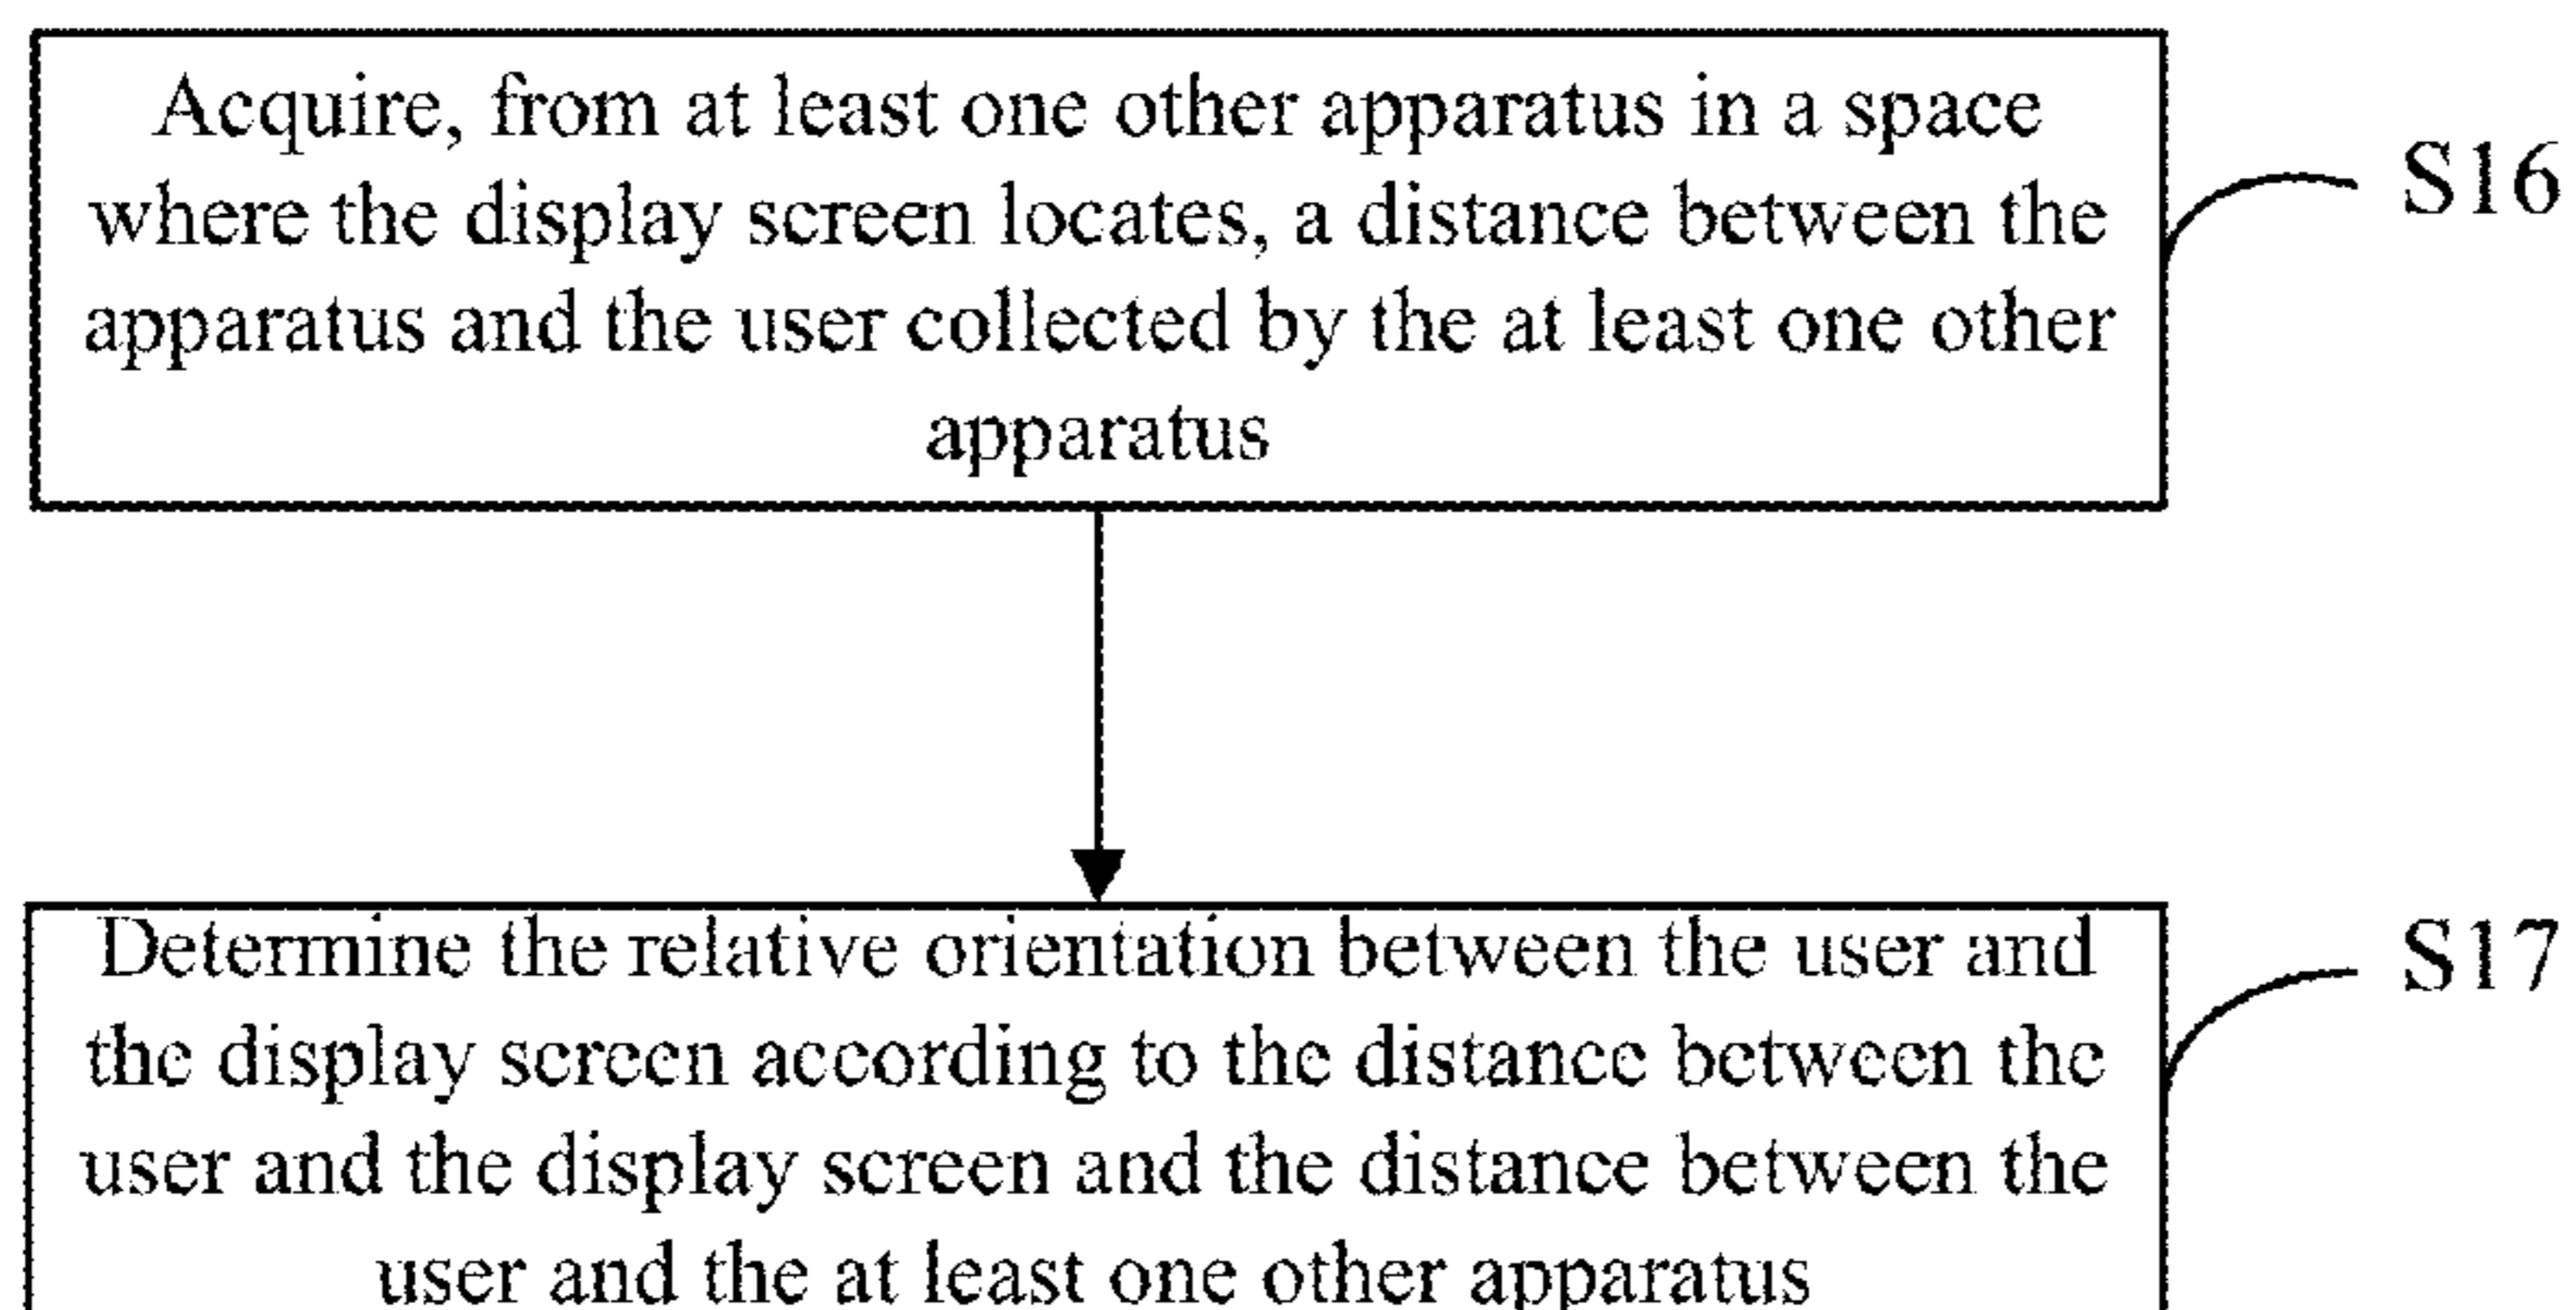 Acquire, from at least one other apparatus in a space
where the display screen locates, a distance between the
apparatus and the user collected by the at least one other
apparatus
S16
Determine the relative orientation between the user and
the display screen according to the distance between the
user and the display screen and the distance between the
user and the at least one other apparatus
S17